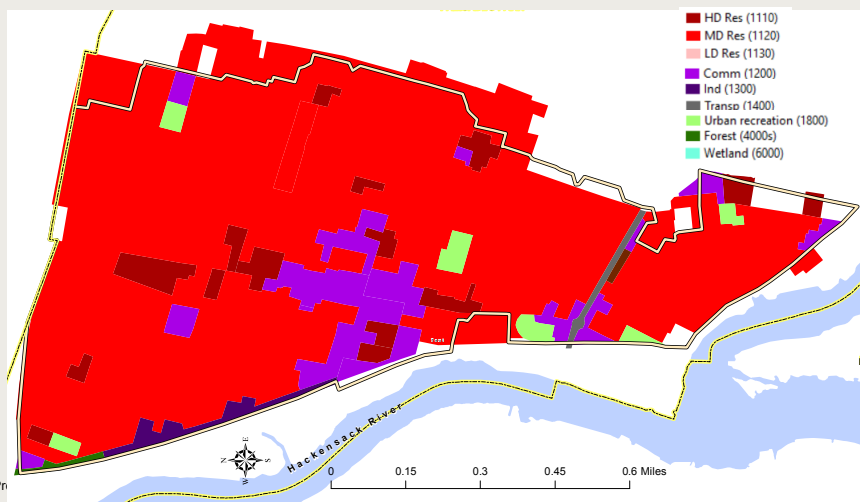 HD Res (1110)
MD Res (1120)
LD Res (1130)
Comm (1200)
Ind (1300)
Transp (1400)
Urban recreation (1800)
Forest (4000s)
Wetland (6000)
Hackensack River
N
E
S
W
0 0.15 0.3 0.45 0.6 Miles